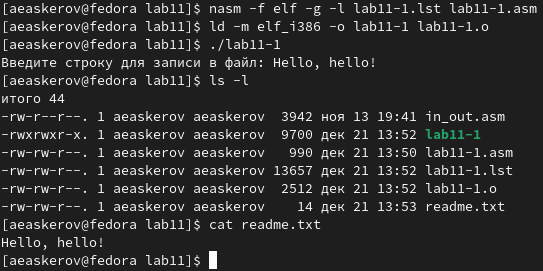 [aeaskerov@fedora lab11]$ nasm -f elf -g -l lab11-1.lst lab11-1.asm
[aeaskerov@fedora lab11]$ ld -m elf_i386 -o lab11-1 lab11-1.o
[aeaskerov@fedora lab11]$ ./lab11-1
Введите строку для записи в файл: Hello, hello!
[aeaskerov@fedora lab11]$ ls -l
итого 44
-rw-r--r--. 1 aeaskerov aeaskerov  3942 ноя 13 19:41 in_out.asm
-rwxrwxr-x. 1 aeaskerov aeaskerov  9700 дек 21 13:52 lab11-1
-rw-rw-r--. 1 aeaskerov aeaskerov   990 дек 21 13:50 lab11-1.asm
-rw-rw-r--. 1 aeaskerov aeaskerov 13657 дек 21 13:52 lab11-1.lst
-rw-rw-r--. 1 aeaskerov aeaskerov  2512 дек 21 13:52 lab11-1.o
-rw-rw-r--. 1 aeaskerov aeaskerov    14 дек 21 13:53 readme.txt
[aeaskerov@fedora lab11]$ cat readme.txt
Hello, hello!
[aeaskerov@fedora lab11]$